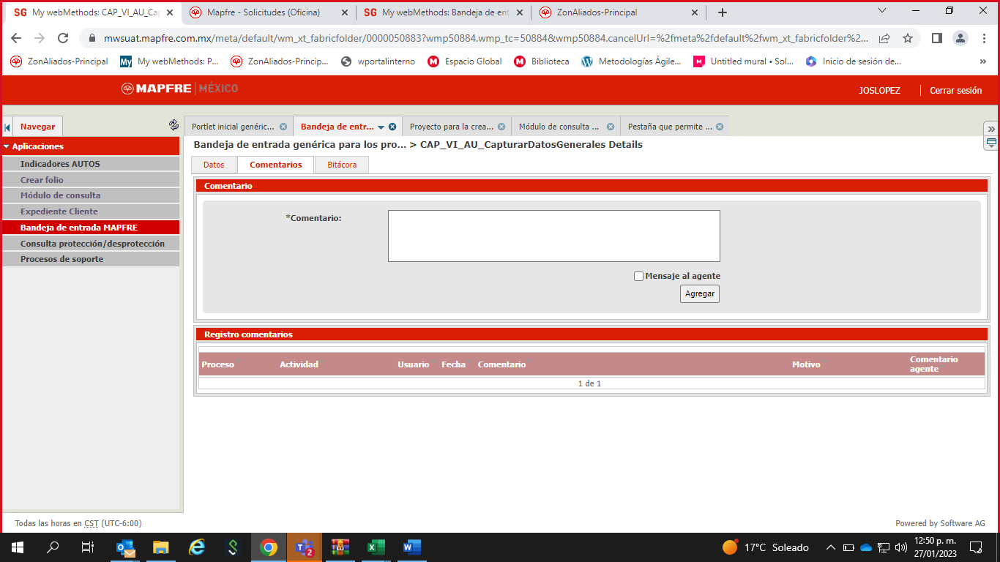 SG My webMethods: CAP_VI_AU_Ca
Mapfre - Solicitudes (Oficina)
SG My webMethods: Bandeja de ent
ZonAliados-Principal
mwsuat.mapfre.com.mx/meta/default/wm_xt_fabricfolder/0000050883?wmp50884.wmp_tc=50884&wmp50884.cancelUrl=%2fmeta%2fdefault%2fwm_xt_fabricfolder%2...
ZonAliados-Principal
My My webMethods: P...
ZonAliados-Princip...
wportalinterno
M Espacio Global
M Biblioteca
Metodologías Ágile...
Untitled mural • Sol...
Inicio de sesión de...
»
MAPFRE | MÉXICO
JOSLOPEZ
Cerrar sesión
Navegar
Portlet inicial genéric...
Bandeja de entr...
Proyecto para la crea...
Módulo de consulta ...
Pestaña que permite ...
Aplicaciones
Indicadores AUTOS
Crear folio
Módulo de consulta
Expediente Cliente
Bandeja de entrada MAPFRE
Consulta protección/desprotección
Procesos de soporte
Bandeja de entrada genérica para los pro... > CAP_VI_AU_CapturarDatosGenerales Details
Datos
Comentarios
Bitácora
Comentario
*Comentario:
Mensaje al agente
Agregar
Registro comentarios
Proceso
Actividad
Usuario
Fecha
Comentario
Motivo
Comentario agente
1 de 1
Todas las horas en CST (UTC-6:00)
Powered by Software AG
2
17°C Soleado
12:50 p. m.
27/01/2023